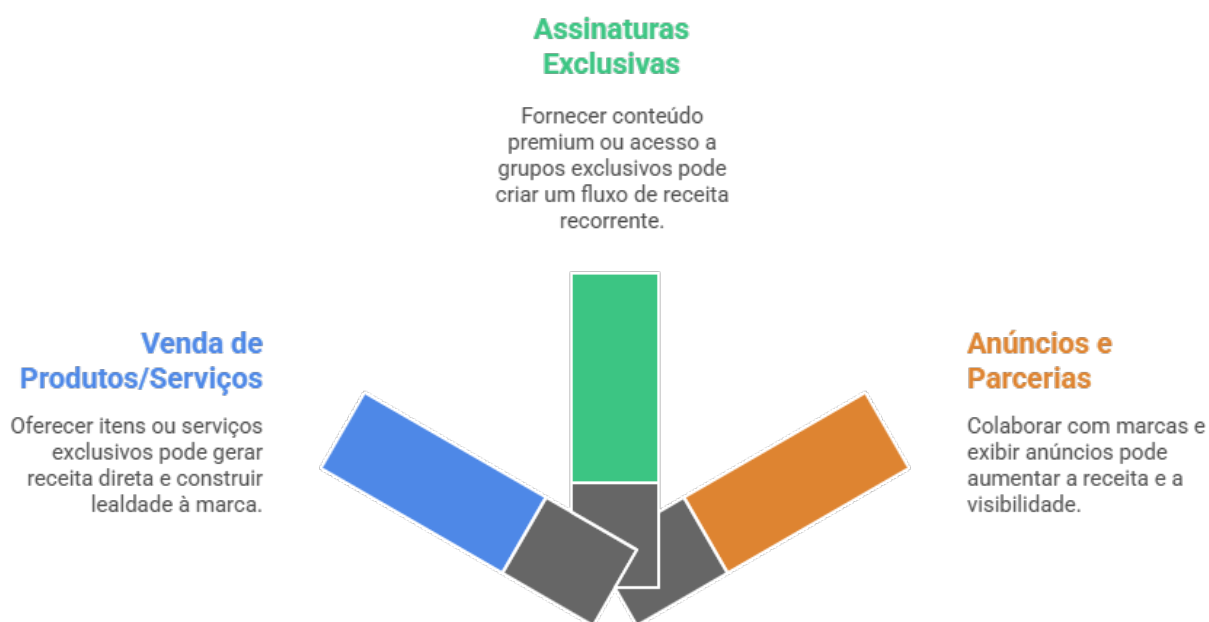 Assinaturas
Exclusivas
Fornecer conteúdo
premium ou acesso a
grupos exclusivos pode
criar um fluxo de receita
recorrente.
Venda de
Produtos/Serviços
Oferecer itens ou serviços
exclusivos pode gerar
receita direta e construir
lealdade à marca.
Anúncios e
Parcerias
Colaborar com marcas e
exibir anúncios pode
aumentar a receita e a
visibilidade.